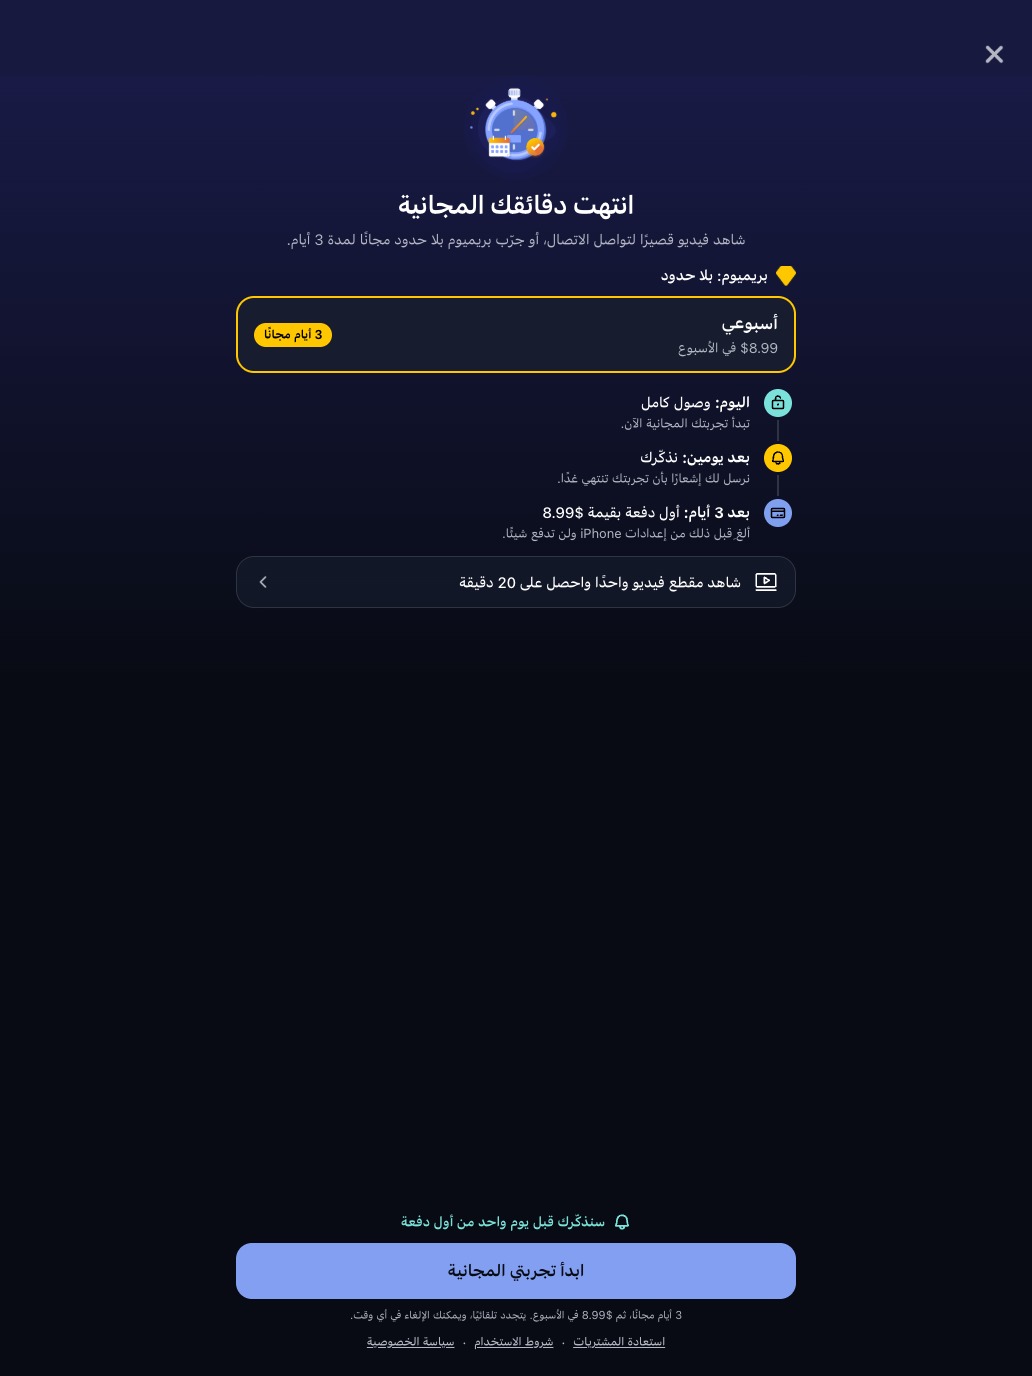 انتهت دقائقك المجانية
شاهد فيديو قصيرًا لتواصل الاتصال، أو جرّب بريميوم بلا حدود مجانًا لمدة 3 أيام.
بريميوم: بلا حدود
أسبوعي
3 أيام مجانًا
$8.99 في الأسبوع
اليوم: وصول كامل
تبدأ تجربتك المجانية الآن.
بعد يومين: نذكّرك
نرسل لك إشعارًا بأن تجربتك تنتهي غدًا.
بعد 3 أيام: أول دفعة بقيمة $8.99
ألغِ قبل ذلك من إعدادات iPhone ولن تدفع شيئًا.
شاهد مقطع فيديو واحدًا واحصل على 20 دقيقة
سنذكّرك قبل يوم واحد من أول دفعة
ابدأ تجربتي المجانية
3 أيام مجانًا، ثم $8.99 في الأسبوع. يتجدد تلقائيًا، ويمكنك الإلغاء في أي وقت.
استعادة المشتريات · شروط الاستخدام · سياسة الخصوصية